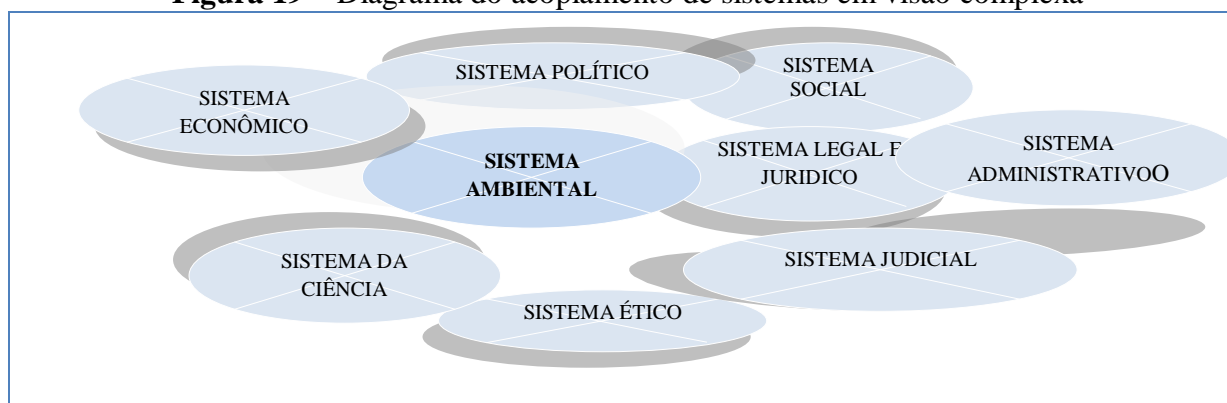 Figura 19 – Diagrama do acoplamento de sistemas em visão complexa
SISTEMA POLÍTICO
SISTEMA
SOCIAL
SISTEMA
ECONÔMICO
SISTEMA
AMBIENTAL
SISTEMA LEGAL E
JURIDICO
SISTEMA
ADMINISTRATIVOO
SISTEMA DA
CIÊNCIA
SISTEMA JUDICIAL
SISTEMA ÉTICO